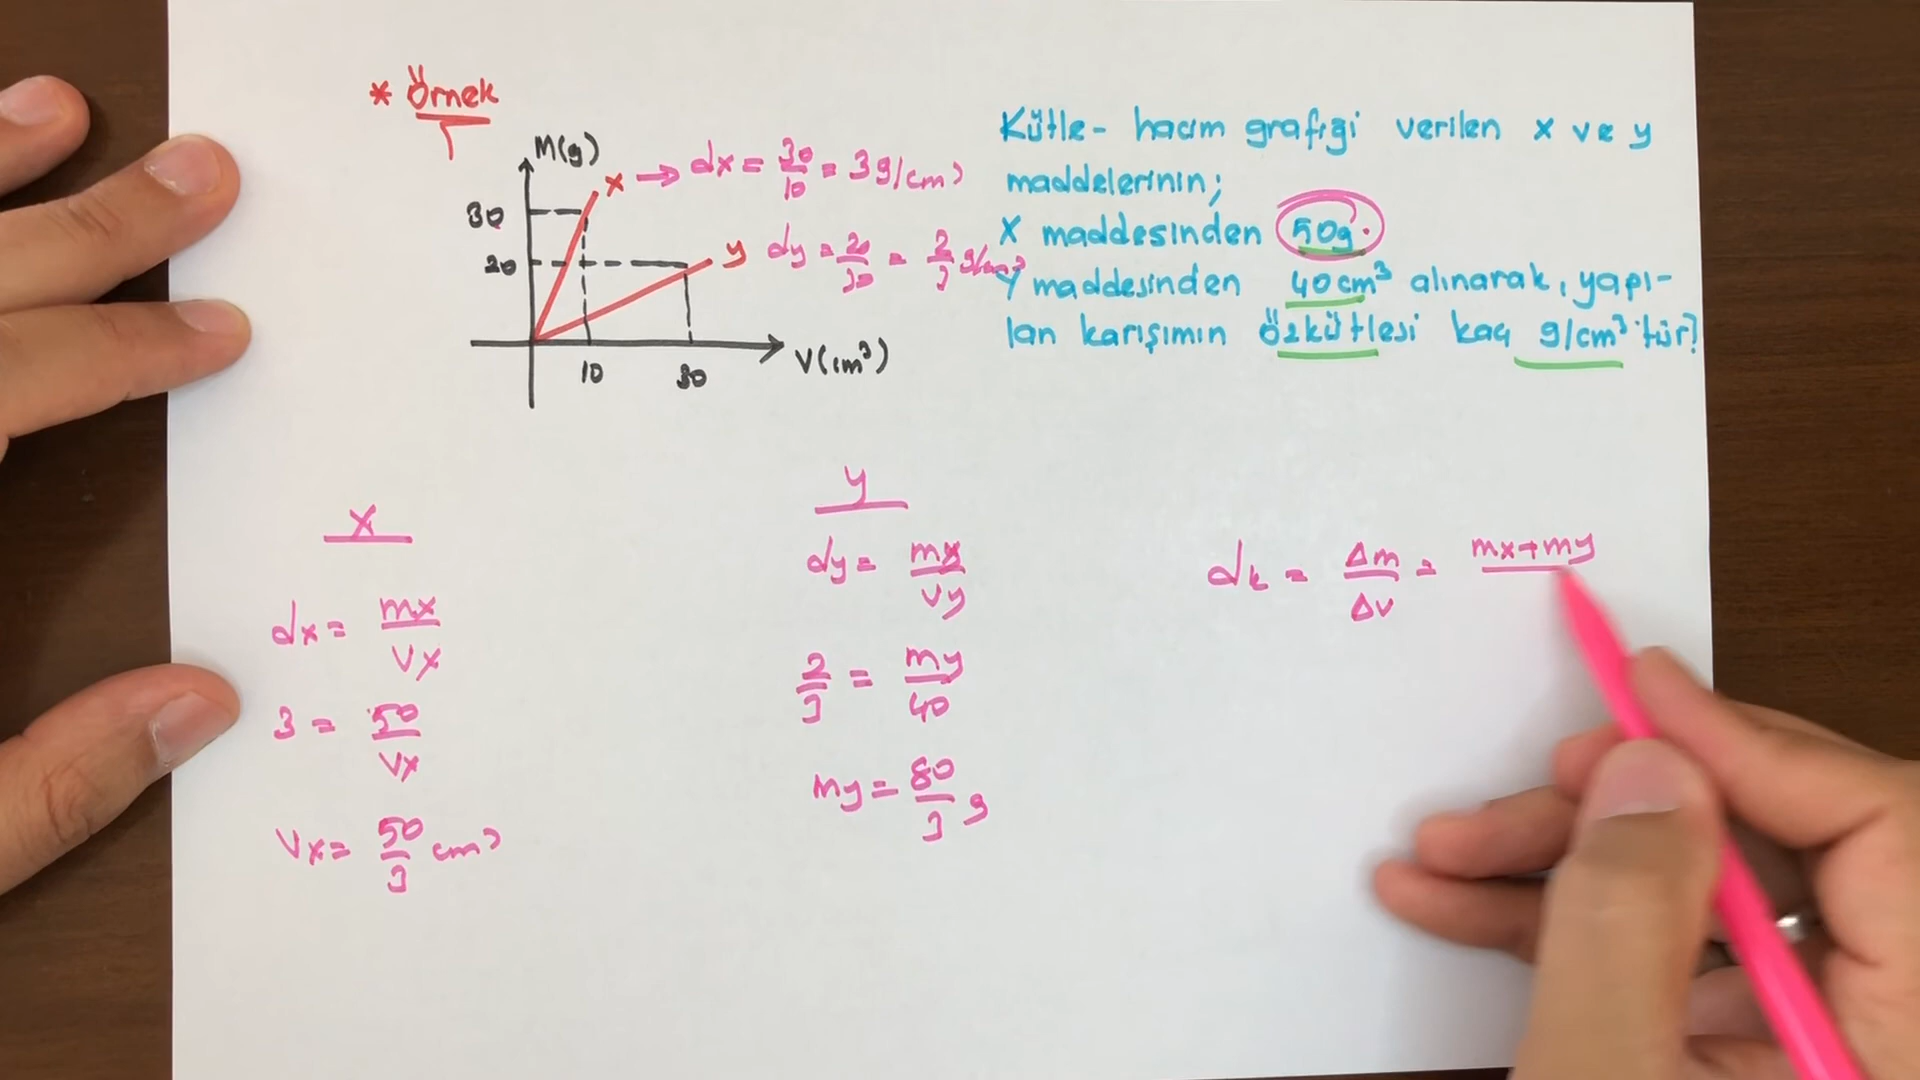 * Örnek
M(g)
30
20
10
30
V(cm³)
x → dx = 30/10 = 3g/cm³
y dy = 20/30 = 2/3 g/cm³
Kütle - hacım grafiği verilen x ve y
maddelerinin;
X maddesinden 50g.
Y maddesinden 40cm³ alınarak, yapı-
lan karışımın özkütlesi kaç g/cm³'tür?
x
dx = mx/vx
3 = 50/vx
Vx = 50/3 cm³
y
dy = mx/vy
2/3 = my/40
my = 80/3 g
dk = Δm/Δv = mx+my